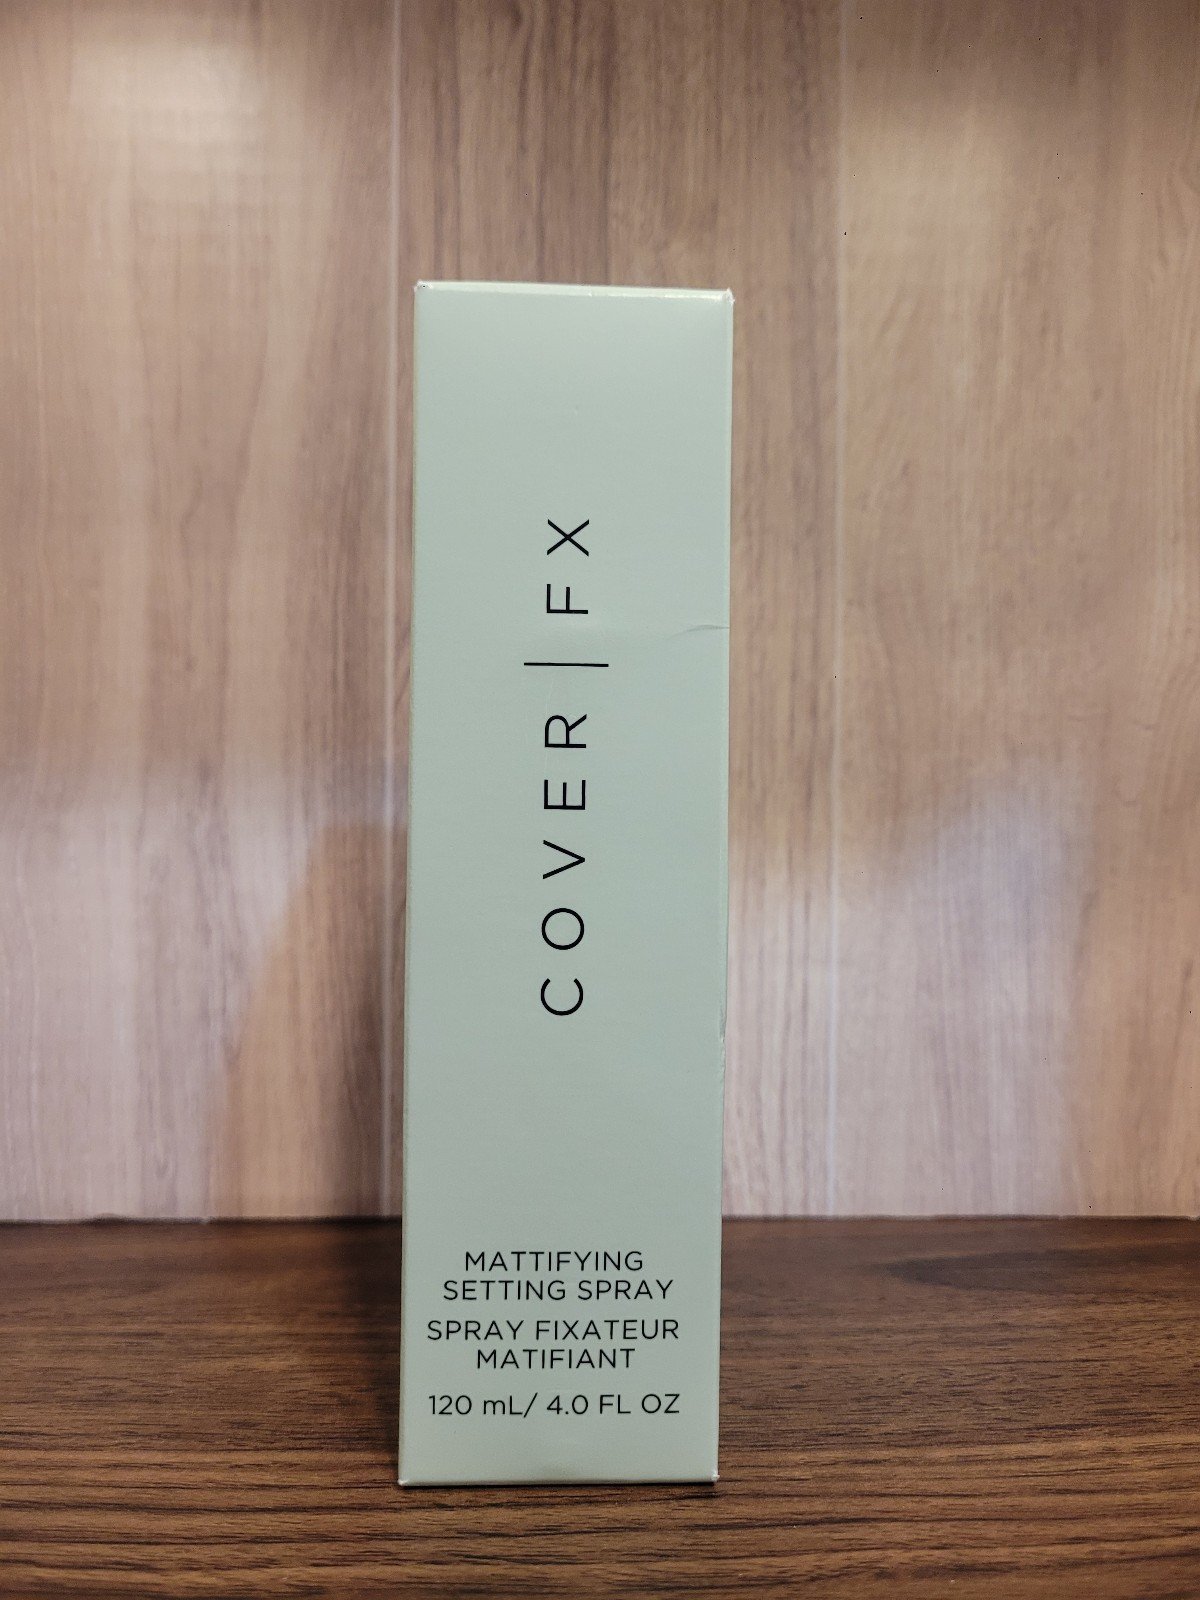 COVER | FX
MATTIFYING
SETTING SPRAY
SPRAY FIXATEUR
MATIFIANT
120 mL/ 4.0 FL OZ